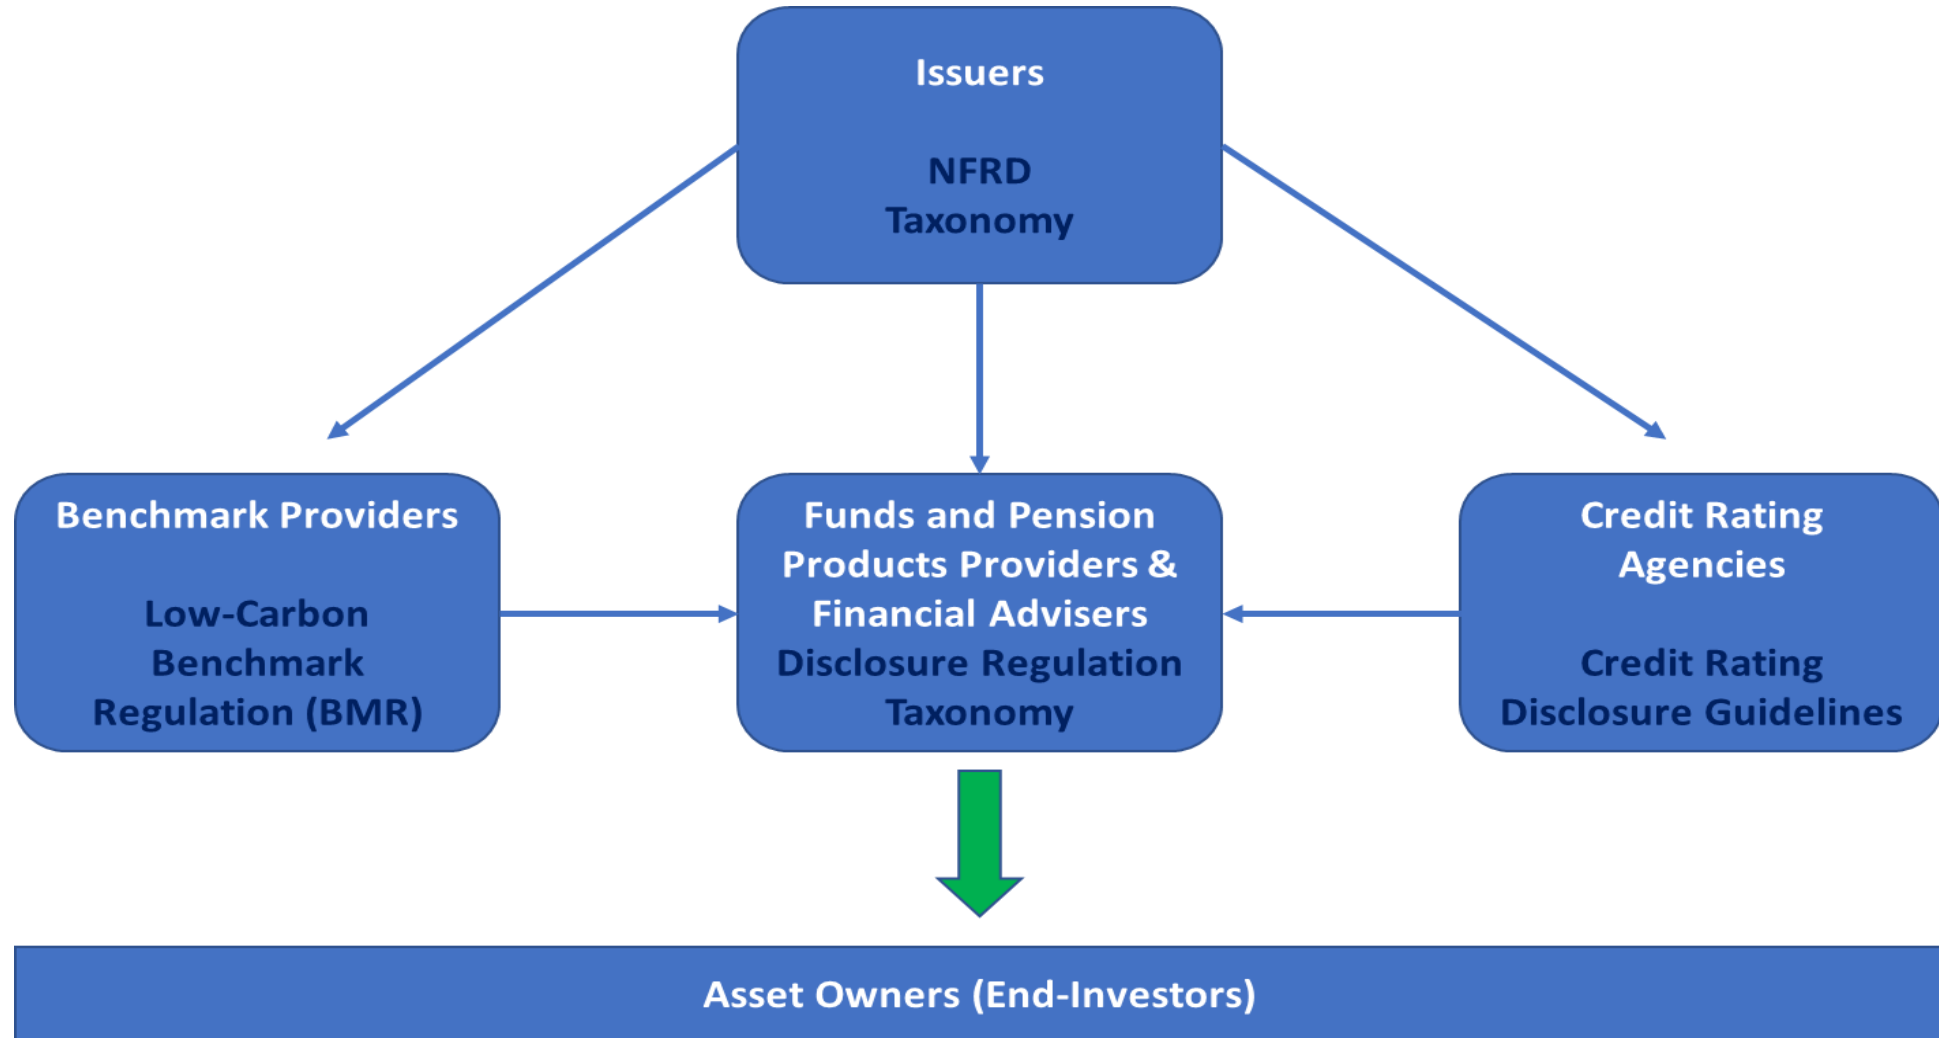 Issuers
NFRD
Taxonomy
Benchmark Providers
Low-Carbon
Benchmark
Regulation (BMR)
Funds and Pension
Products Providers &
Financial Advisers
Disclosure Regulation
Taxonomy
Credit Rating
Agencies
Credit Rating
Disclosure Guidelines
Asset Owners (End-Investors)